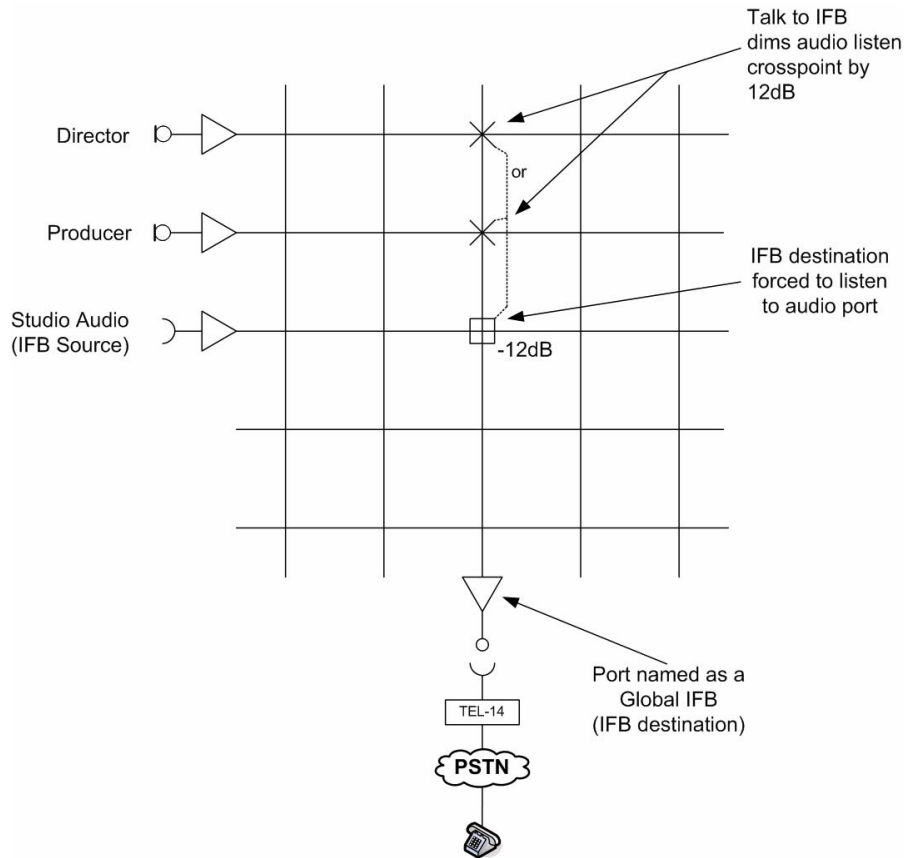 Talk to IFB
dims audio listen
crosspoint by
12dB
Director
or
Producer
IFB destination
forced to listen
to audio port
Studio Audio
(IFB Source)
-12dB
Port named as a
Global IFB
(IFB destination)
TEL-14
PSTN